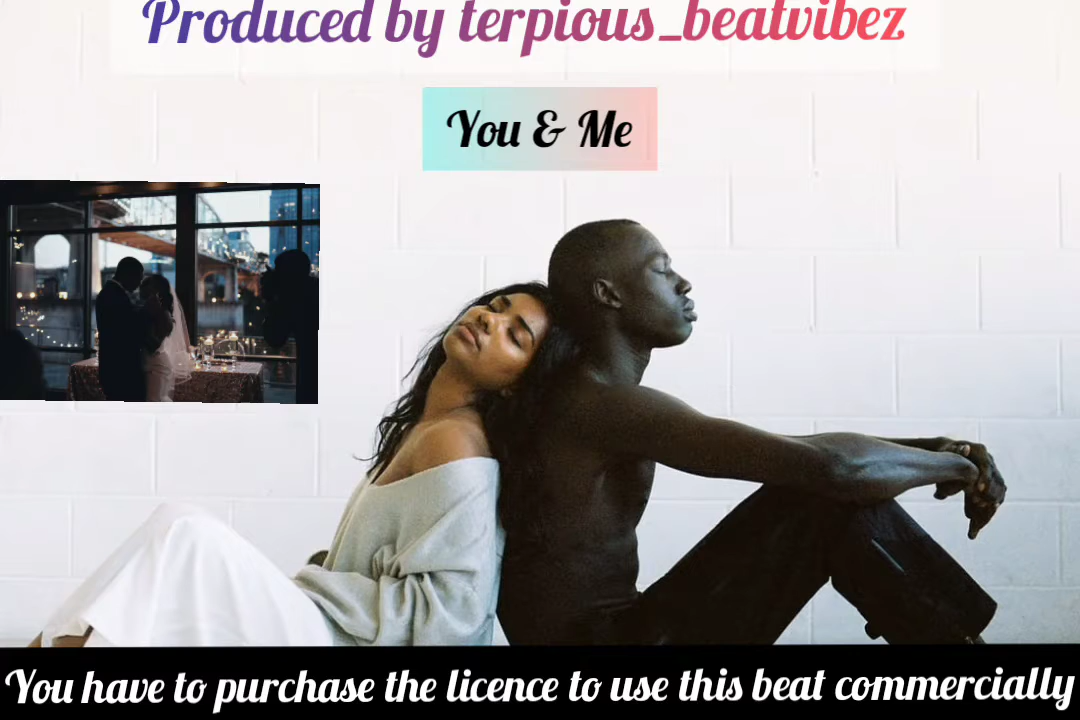 Produced by terpious_beatvibez
You & Me
You have to purchase the licence to use this beat commercially